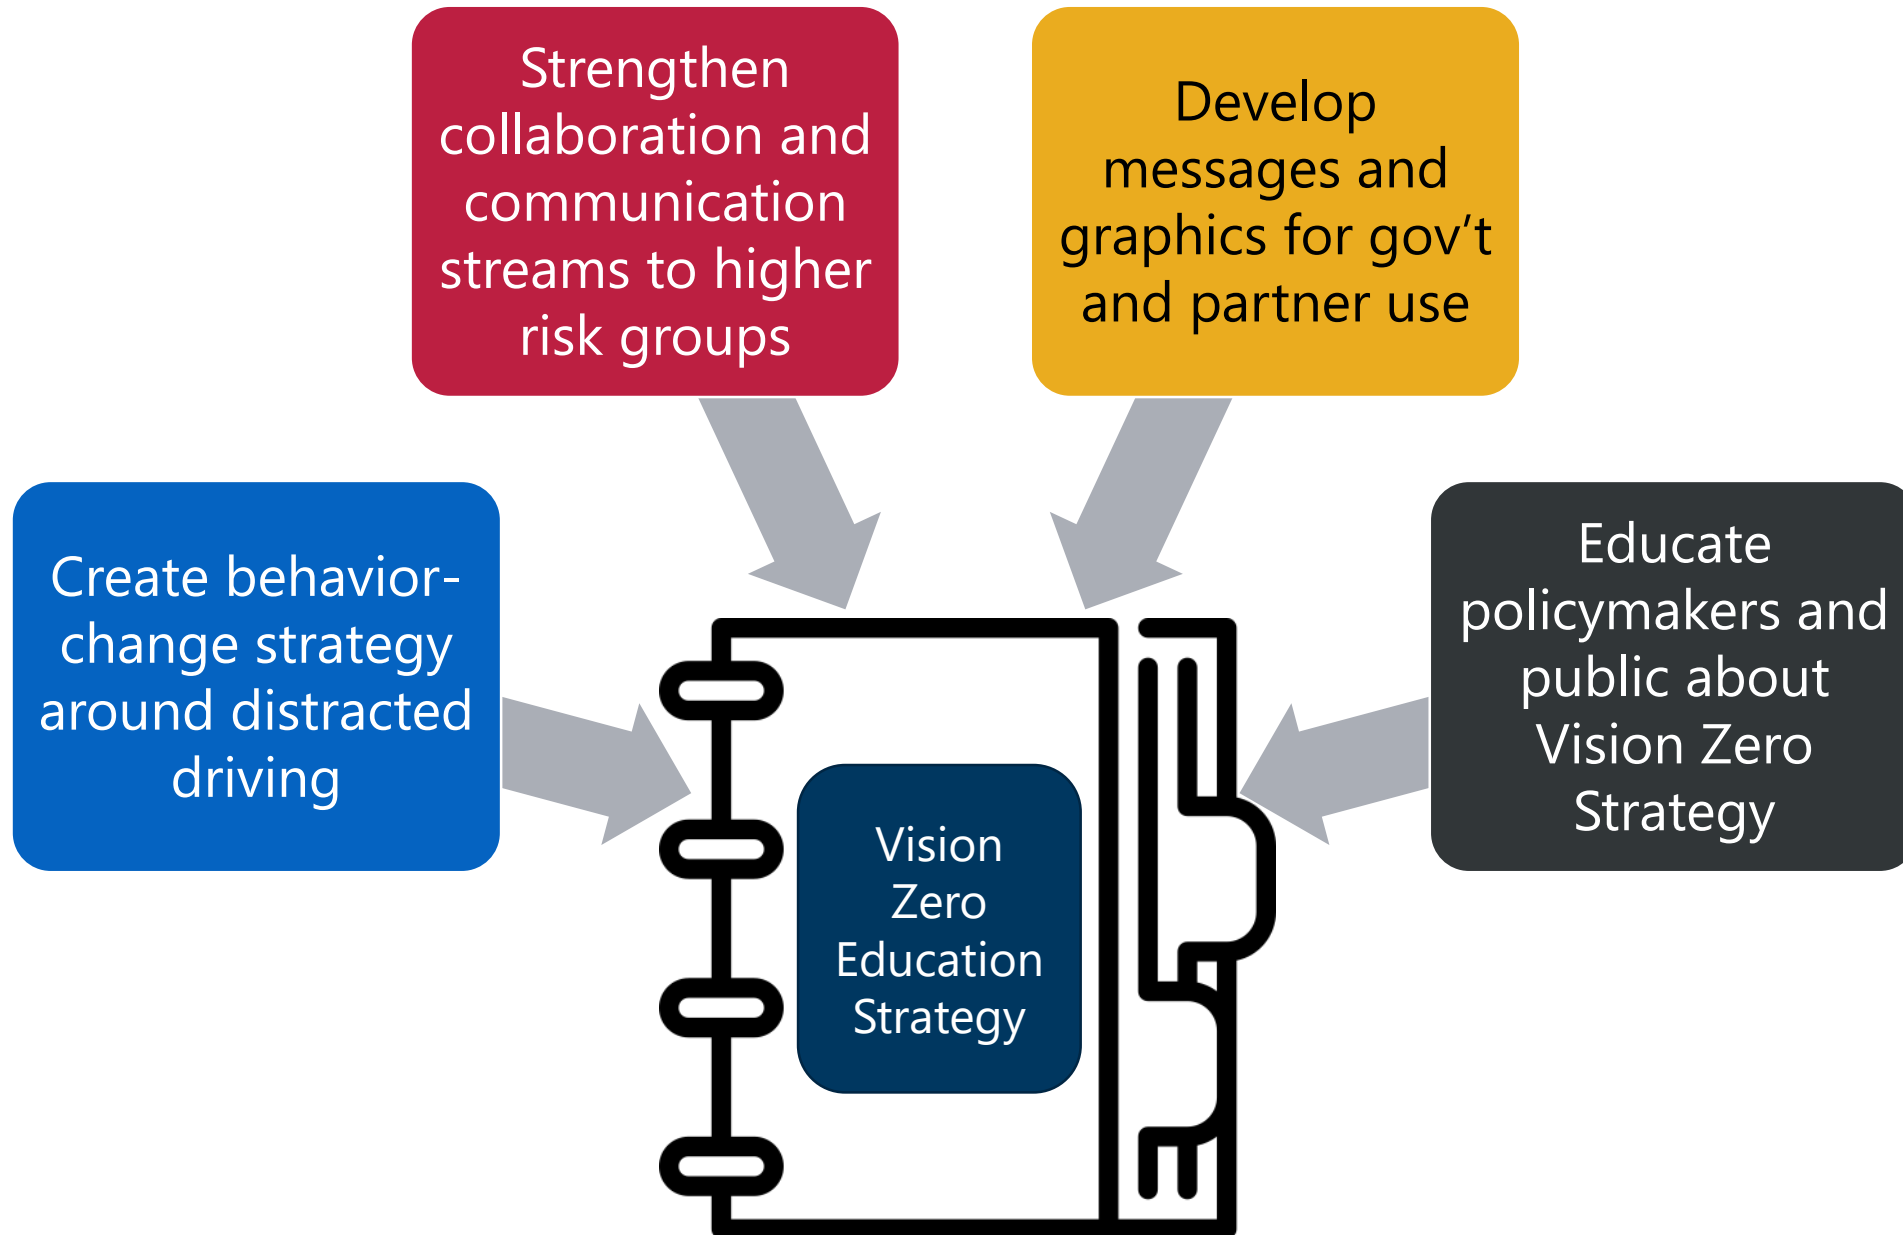 Strengthen
collaboration and
communication
streams to higher
risk groups
Develop
messages and
graphics for gov’t
and partner use
Create behavior-
change strategy
around distracted
driving
Educate
policymakers and
public about
Vision Zero
Strategy
Vision
Zero
Education
Strategy